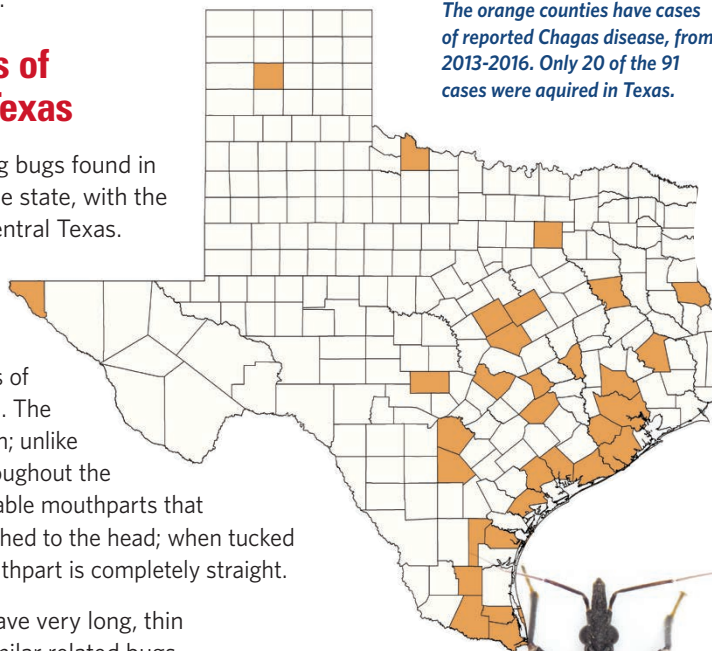 The orange counties have cases
of reported Chagas disease, from
2013-2016. Only 20 of the 91
cases were aquired in Texas.
s of
Texas
g bugs found in
e state, with the
entral Texas.
s of
. The
n; unlike
oughout the
able mouthparts that
hed to the head; when tucked
uthpart is completely straight.
ave very long, thin